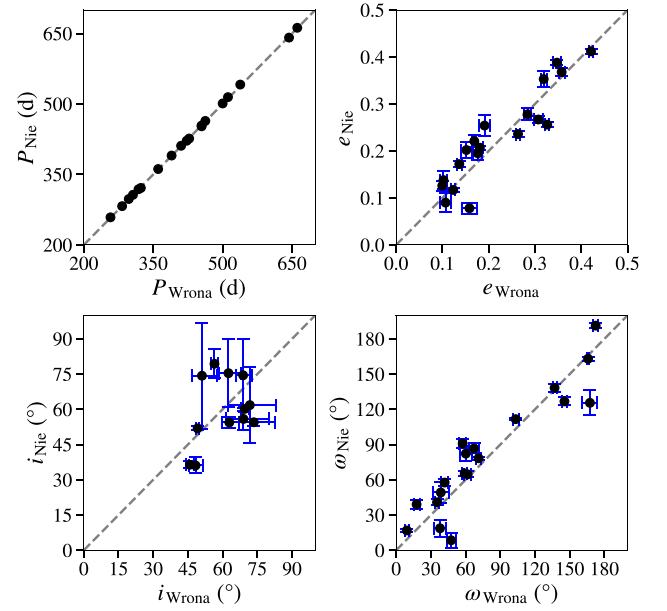 650
500
350
200
P_Nie (d)
200 350 500 650
P_Wrona (d)
0.5
0.4
0.3
0.2
0.1
0.0
e_Nie
0.0 0.1 0.2 0.3 0.4 0.5
e_Wrona
90
75
60
45
30
15
0
i_Nie (°)
0 15 30 45 60 75 90
i_Wrona (°)
180
150
120
90
60
30
0
ω_Nie (°)
0 30 60 90 120 150 180
ω_Wrona (°)